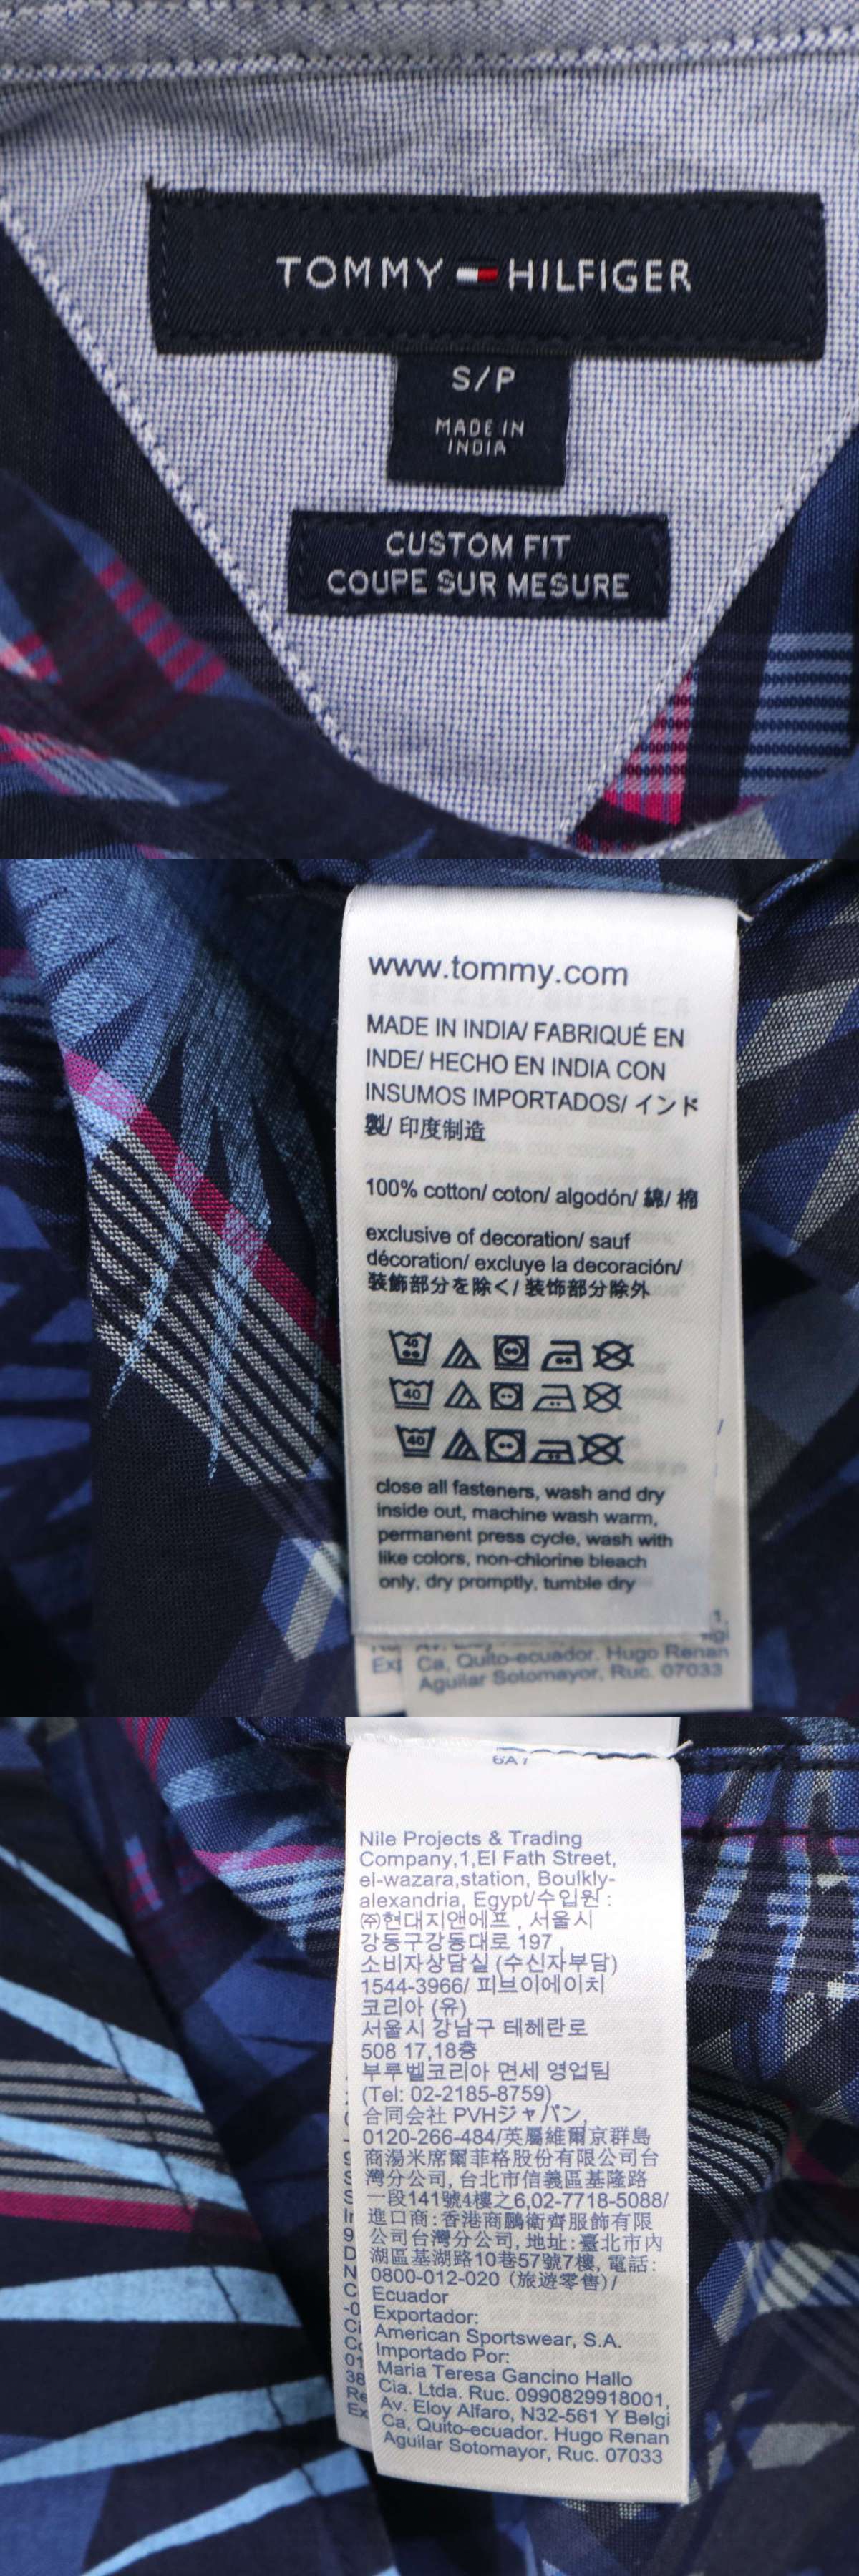 TOMMY HILFIGER
S/P
MADE IN
INDIA
CUSTOM FIT
COUPE SUR MESURE
www.tommy.com
MADE IN INDIA/ FABRIQUÉ EN
INDE/ HECHO EN INDIA CON
INSUMOS IMPORTADOS/ インド
製/ 印度制造
100% cotton/ coton/ algodón/ 綿/ 棉
exclusive of decoration/ sauf
décoration/ excluye la decoración/
装飾部分を除く/ 装饰部分除外
40
40
40
close all fasteners, wash and dry
inside out, machine wash warm,
permanent press cycle, wash with
like colors, non-chlorine bleach
only, dry promptly, tumble dry
Ca, Quito-ecuador. Hugo Renan
Aguilar Sotomayor, Ruc. 07033
Nile Projects & Trading
Company,1,El Fath Street,
el-wazara,station, Boulkly-
alexandria, Egypt/수입원 :
㈜현대지앤에프 , 서울시
강동구강동대로 197
소비자상담실 (수신자부담)
1544-3966/ 피브이에이치
코리아 (유)
서울시 강남구 테헤란로
508 17,18층
부루벨코리아 면세 영업팀
(Tel: 02-2185-8759)
合同会社 PVHジャパン,
0120-266-484/英屬維爾京群島
商湯米席爾菲格股份有限公司台
灣分公司, 台北市信義區基隆路
一段141號4樓之6,02-7718-5088/
進口商:香港商鵬衛齊服飾有限
公司台灣分公司, 地址:臺北市內
湖區基湖路10巷57號7樓, 電話:
0800-012-020 (旅遊零售)/
Ecuador
Exportador:
American Sportswear, S.A.
Importado Por:
Maria Teresa Gancino Hallo
Cia. Ltda. Ruc. 0990829918001,
Av. Eloy Alfaro, N32-561 Y Belgi
Ca, Quito-ecuador. Hugo Renan
Aguilar Sotomayor, Ruc. 07033